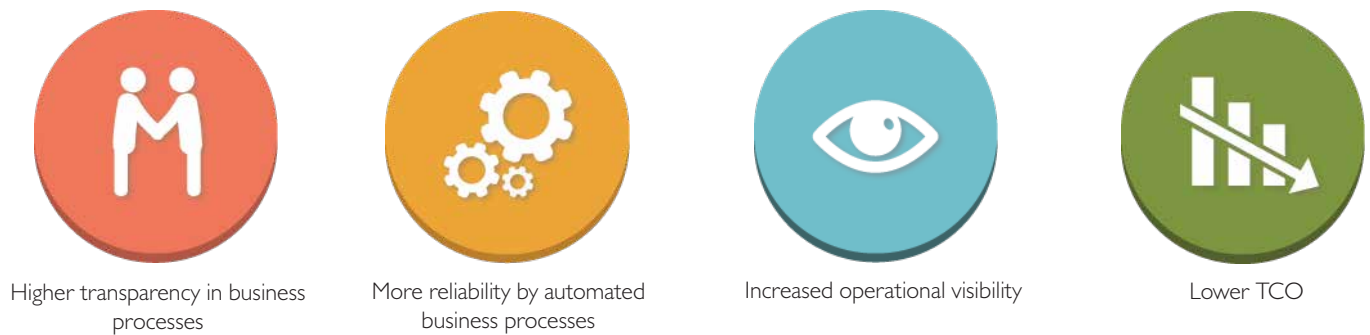 Higher transparency in business
processes
More reliability by automated
business processes
Increased operational visibility
Lower TCO